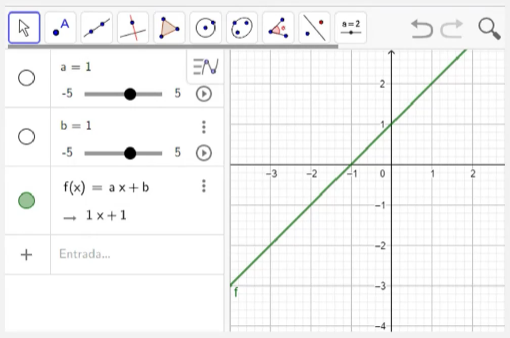 A
a=2
a = 1
-5 5
b = 1
-5 5
f(x) = a x + b
→ 1 x + 1
+ Entrada...
2
1
−3 −2 −1 0 1 2
−1
−2
−3
f
−4